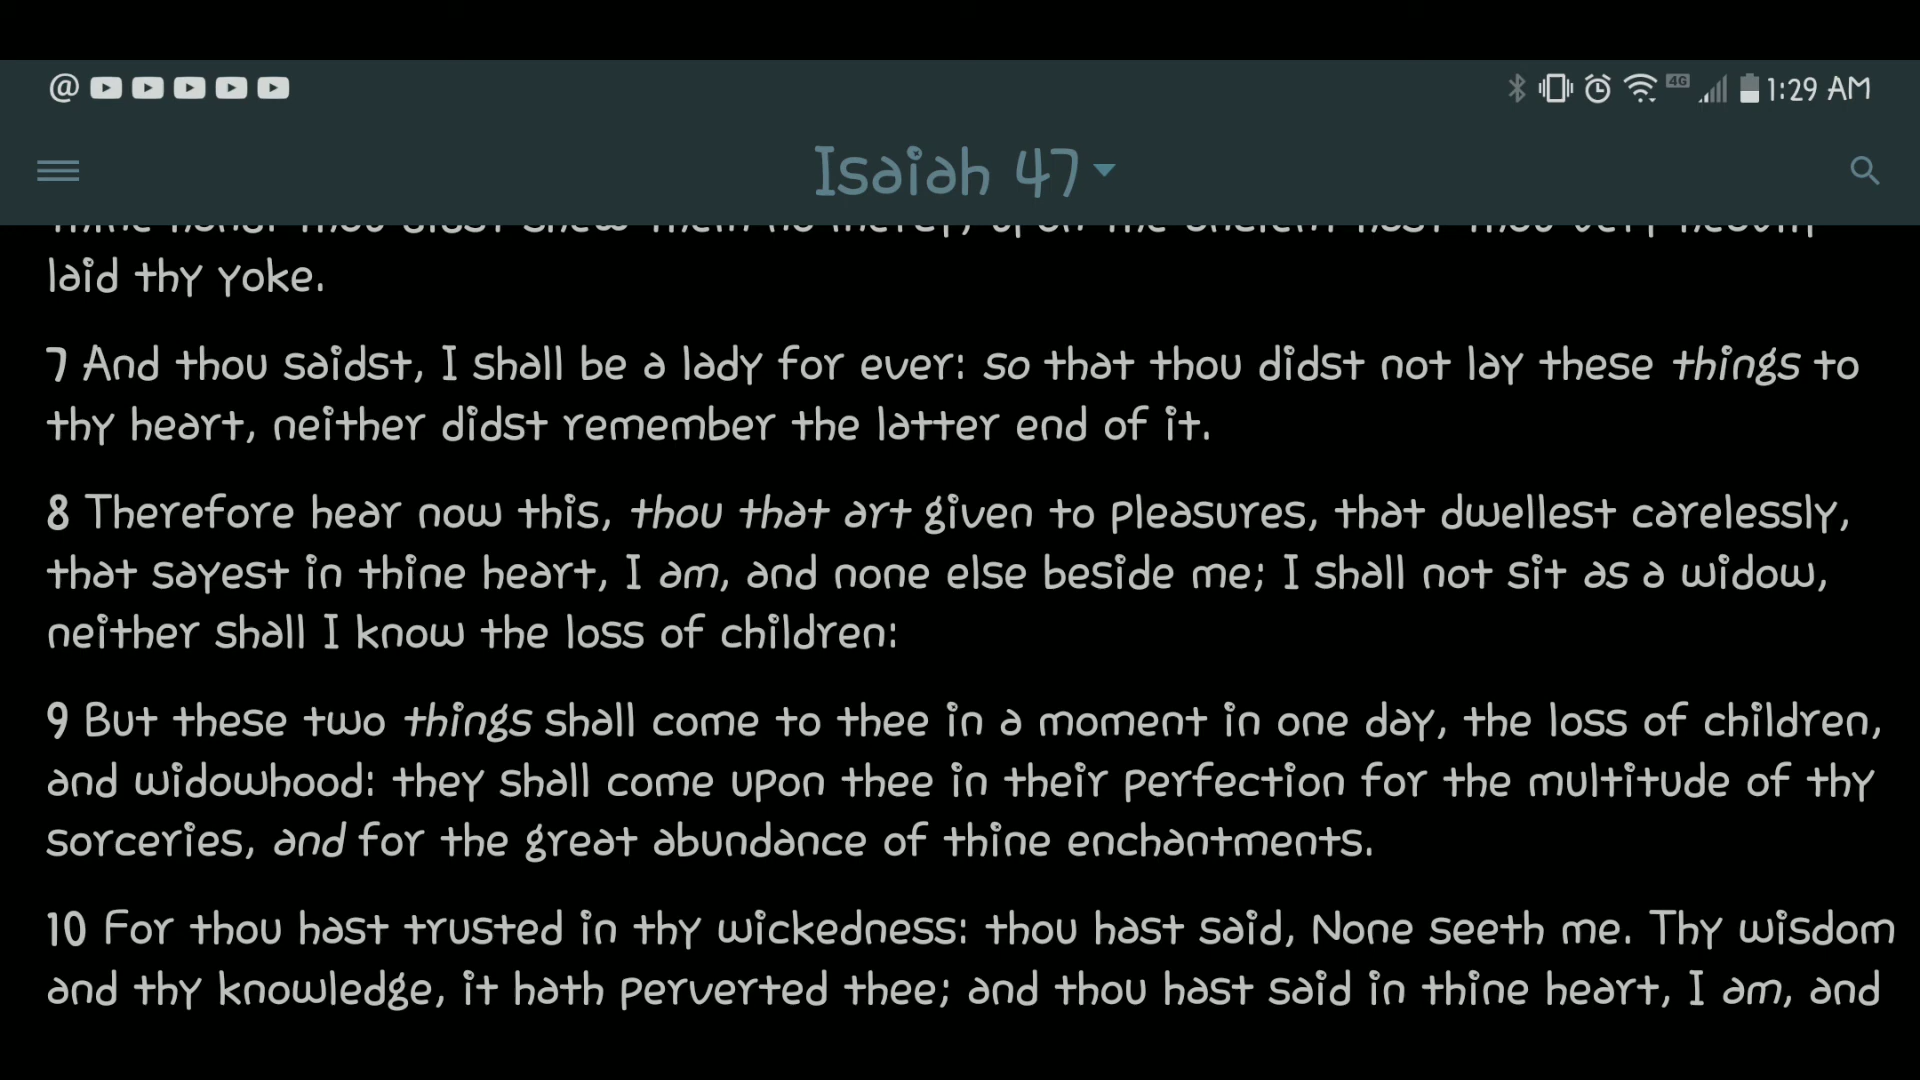 @ 4G 1:29 AM
Isaiah 47
laid thy yoke.
7 And thou saidst, I shall be a lady for ever: so that thou didst not lay these things to
thy heart, neither didst remember the latter end of it.
8 Therefore hear now this, thou that art given to pleasures, that dwellest carelessly,
that sayest in thine heart, I am, and none else beside me; I shall not sit as a widow,
neither shall I know the loss of children:
9 But these two things shall come to thee in a moment in one day, the loss of children,
and widowhood: they shall come upon thee in their perfection for the multitude of thy
sorceries, and for the great abundance of thine enchantments.
10 For thou hast trusted in thy wickedness: thou hast said, None seeth me. Thy wisdom
and thy knowledge, it hath perverted thee; and thou hast said in thine heart, I am, and